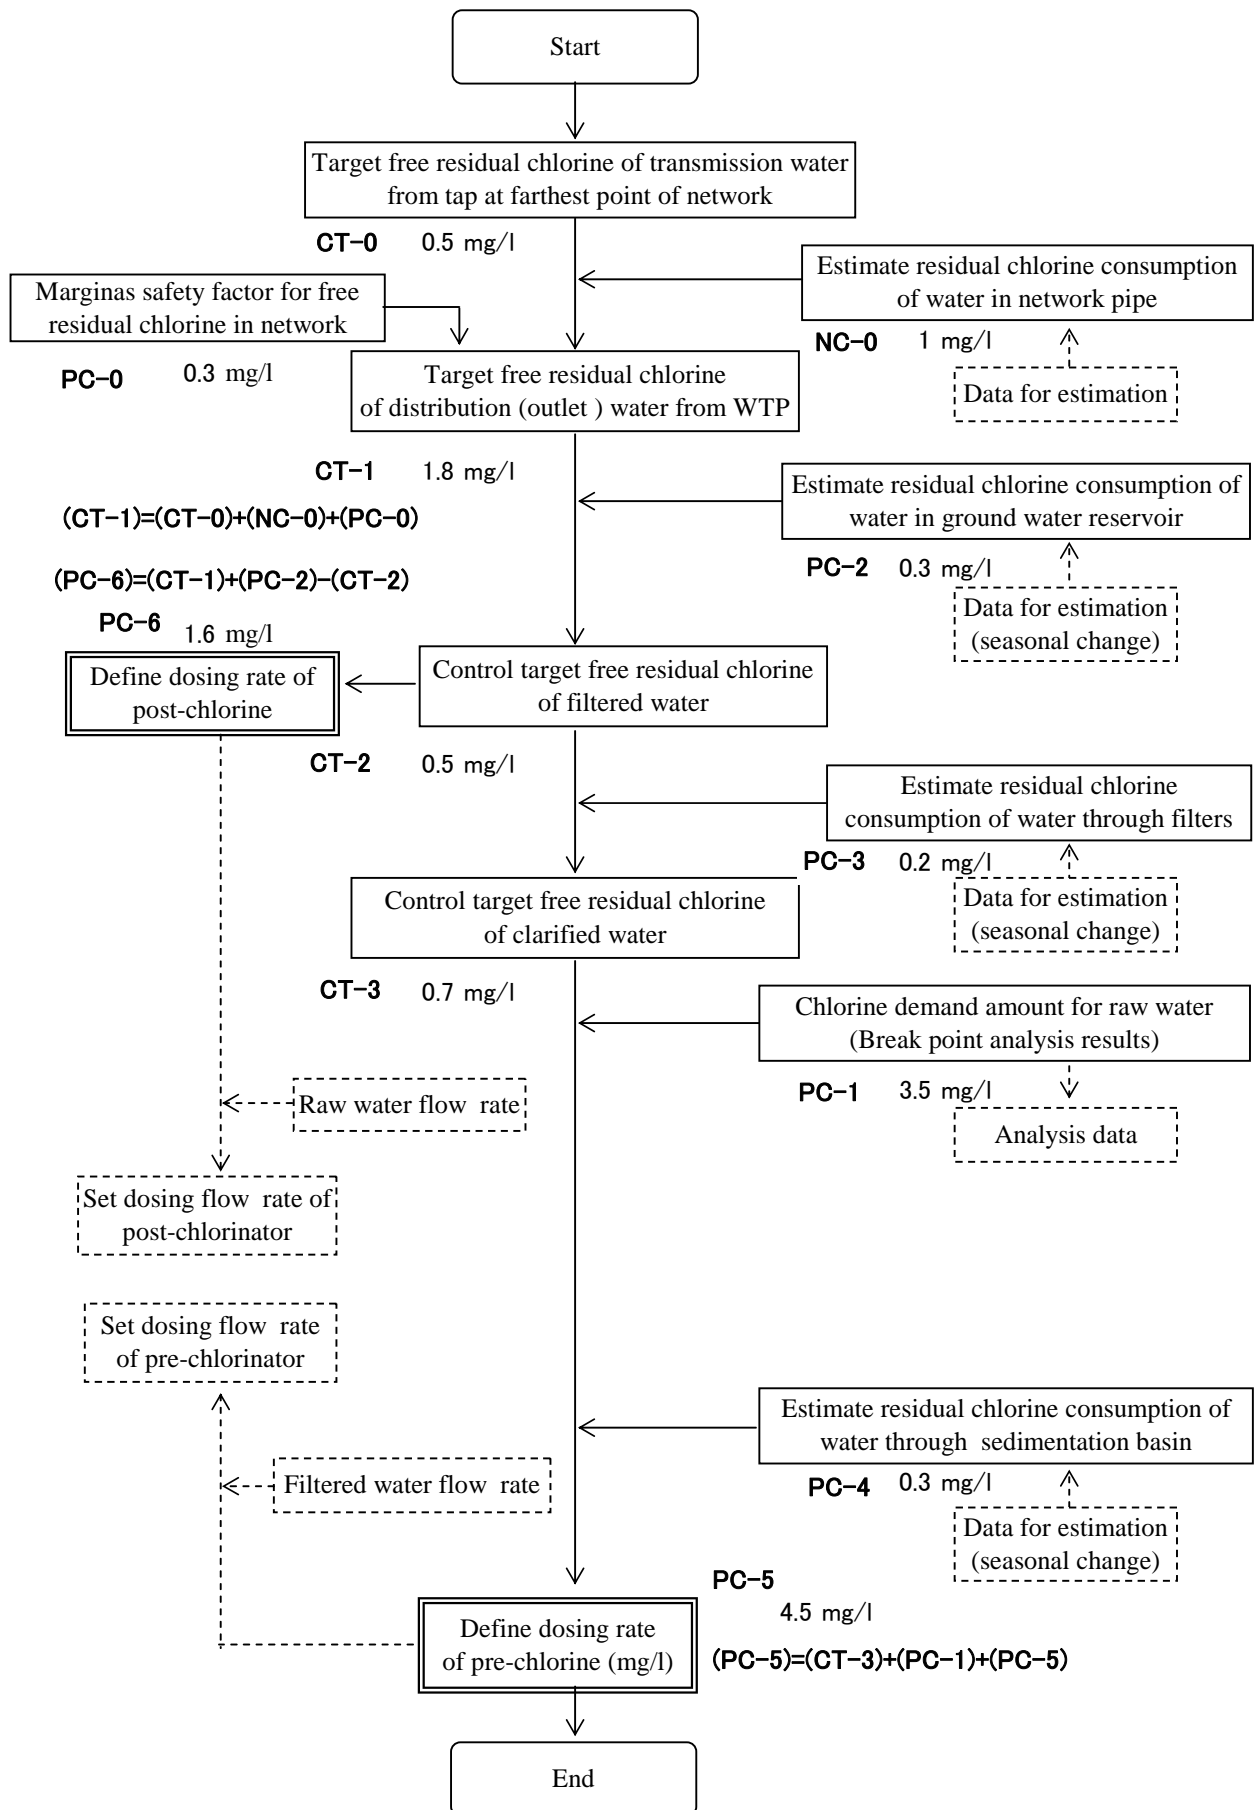 Start
Target free residual chlorine of transmission water
from tap at farthest point of network
CT-0 0.5 mg/l
Estimate residual chlorine consumption
of water in network pipe
Marginas safety factor for free
residual chlorine in network
NC-0 1 mg/l
PC-0 0.3 mg/l
Target free residual chlorine
of distribution (outlet ) water from WTP
Data for estimation
CT-1 1.8 mg/l
Estimate residual chlorine consumption of
water in ground water reservoir
(CT-1)=(CT-0)+(NC-0)+(PC-0)
PC-2 0.3 mg/l
(PC-6)=(CT-1)+(PC-2)-(CT-2)
Data for estimation
(seasonal change)
PC-6 1.6 mg/l
Define dosing rate of
post-chlorine
Control target free residual chlorine
of filtered water
CT-2 0.5 mg/l
Estimate residual chlorine
consumption of water through filters
PC-3 0.2 mg/l
Control target free residual chlorine
of clarified water
Data for estimation
(seasonal change)
CT-3 0.7 mg/l
Chlorine demand amount for raw water
(Break point analysis results)
PC-1 3.5 mg/l
Raw water flow rate
Analysis data
Set dosing flow rate of
post-chlorinator
Set dosing flow rate
of pre-chlorinator
Estimate residual chlorine consumption of
water through sedimentation basin
Filtered water flow rate
PC-4 0.3 mg/l
Data for estimation
(seasonal change)
PC-5
4.5 mg/l
Define dosing rate
of pre-chlorine (mg/l)
(PC-5)=(CT-3)+(PC-1)+(PC-5)
End